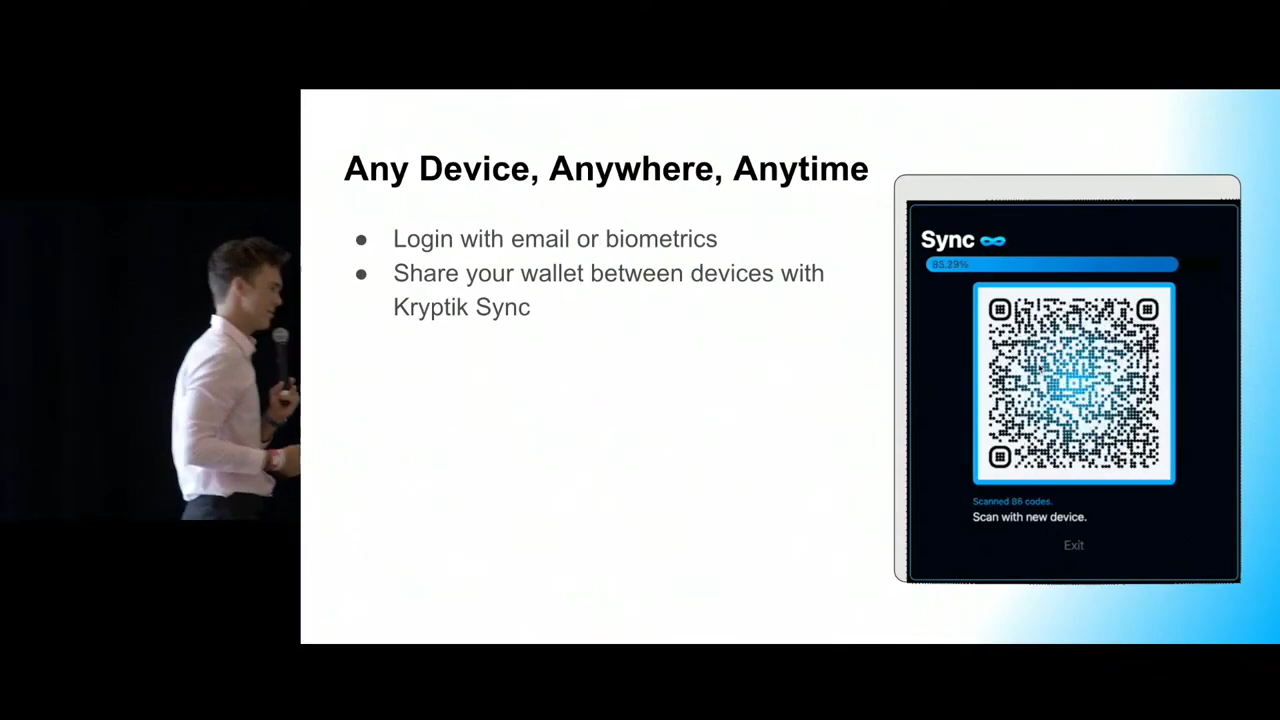 Any Device, Anywhere, Anytime
● Login with email or biometrics
● Share your wallet between devices with
Kryptik Sync
Sync
85.29%
Scanned 86 codes.
Scan with new device.
Exit